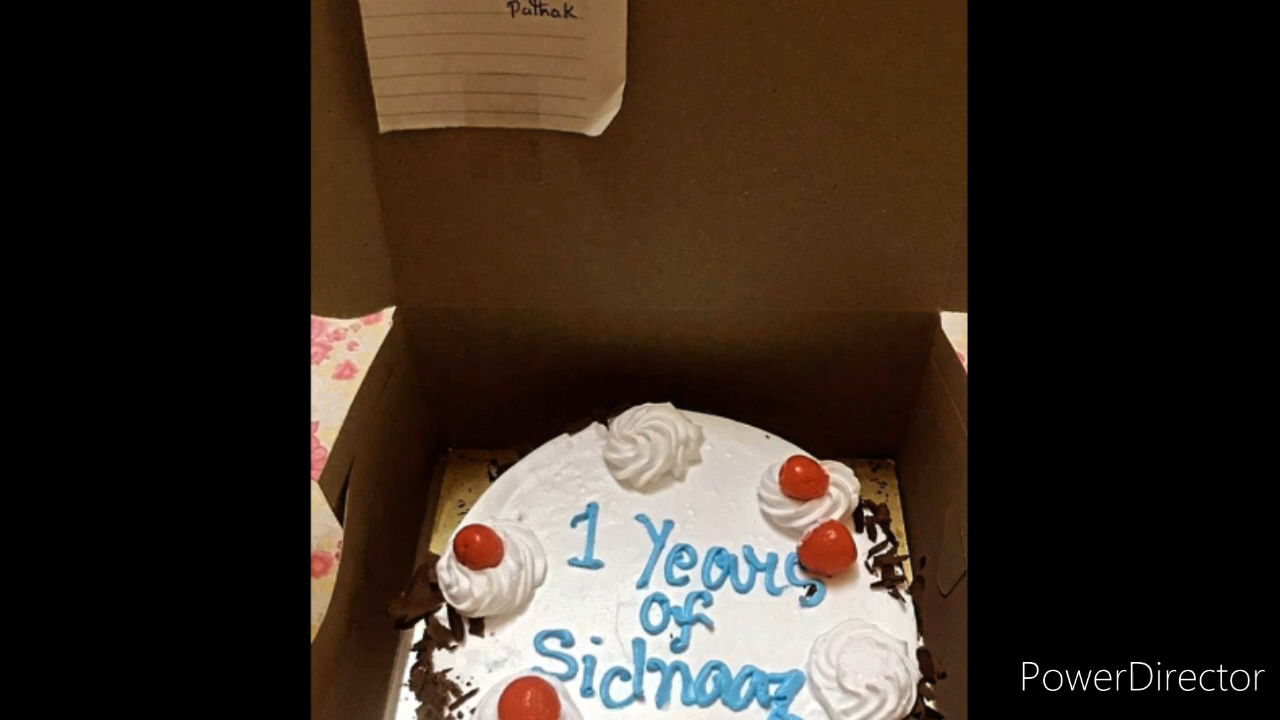 Pathak
1 Years
of
Sidnaaz
PowerDirector